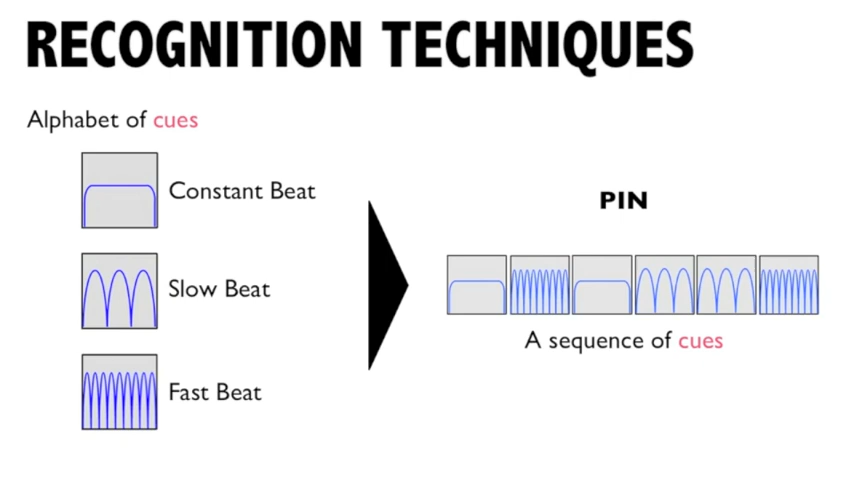 RECOGNITION TECHNIQUES
Alphabet of cues
Constant Beat
Slow Beat
Fast Beat
PIN
A sequence of cues